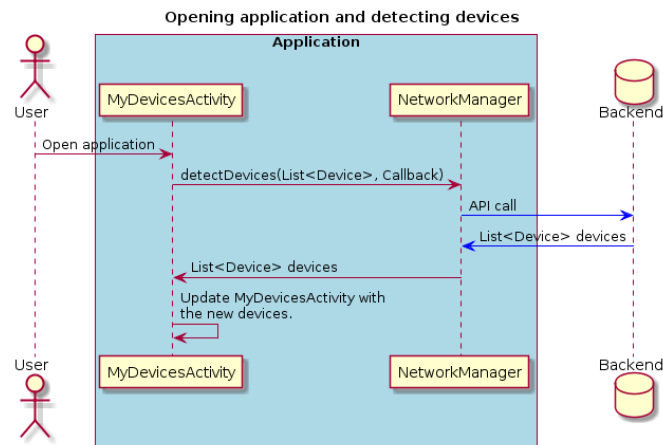 Opening application and detecting devices
Application
User
MyDevicesActivity
NetworkManager
Backend
Open application
detectDevices(List<Device>, Callback)
API call
List<Device> devices
List<Device> devices
Update MyDevicesActivity with
the new devices.
User
MyDevicesActivity
NetworkManager
Backend